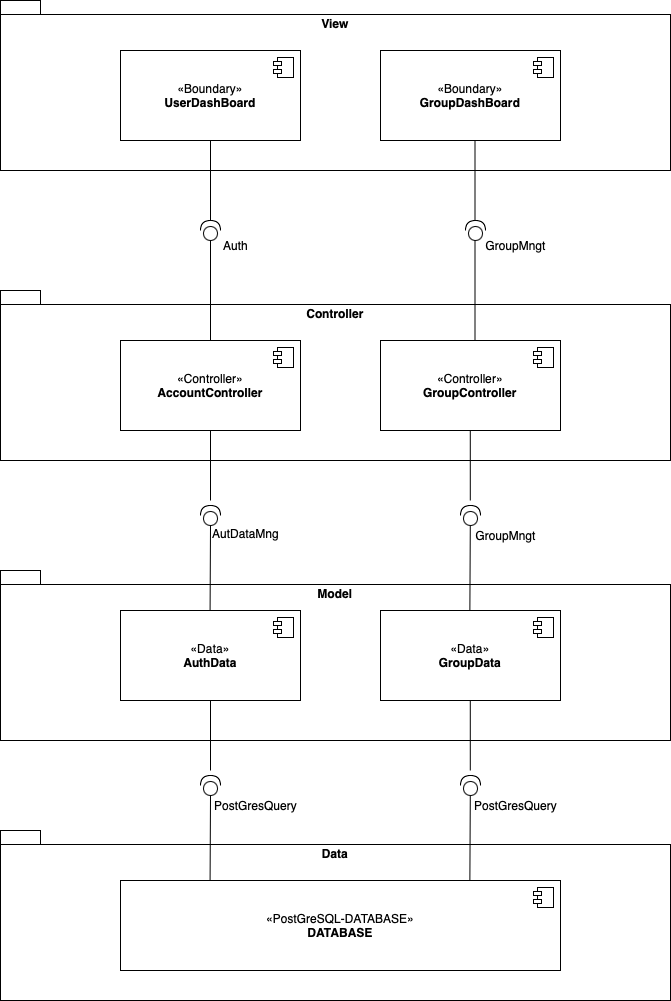 View
«Boundary»
UserDashBoard
«Boundary»
GroupDashBoard
Auth
GroupMngt
Controller
«Controller»
AccountController
«Controller»
GroupController
AutDataMng
GroupMngt
Model
«Data»
AuthData
«Data»
GroupData
PostGresQuery
PostGresQuery
Data
«PostGreSQL-DATABASE»
DATABASE